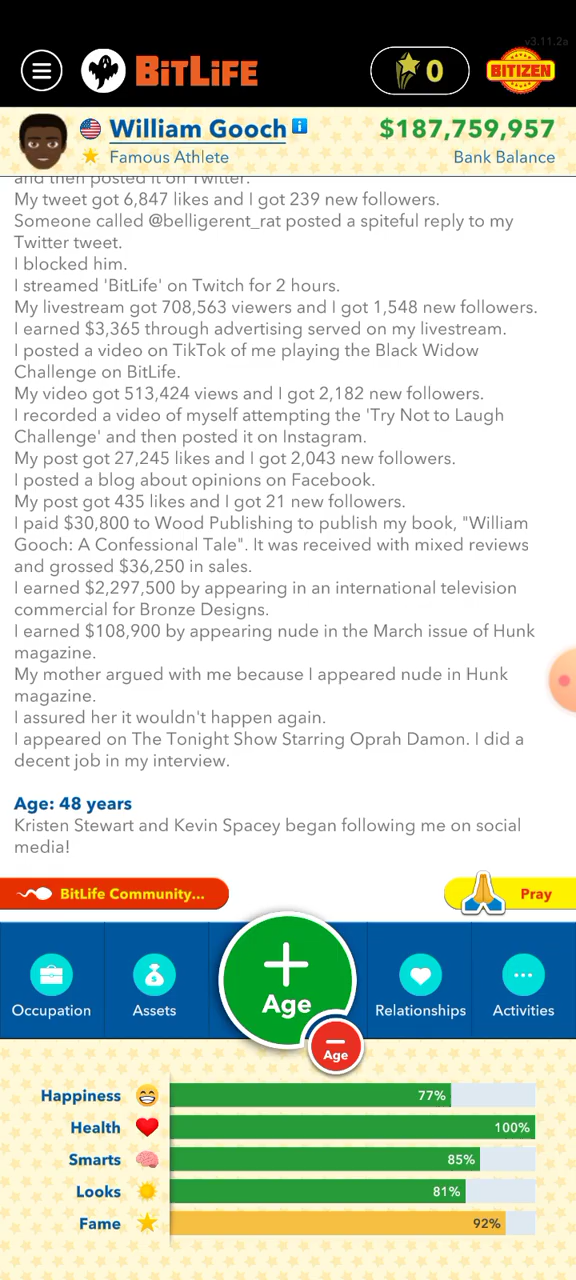 v3.11.2a
BITLIFE
0
BITIZEN
William Gooch i
$187,759,957
Famous Athlete
Bank Balance
and then posted it on Twitter.
My tweet got 6,847 likes and I got 239 new followers.
Someone called @belligerent_rat posted a spiteful reply to my
Twitter tweet.
I blocked him.
I streamed 'BitLife' on Twitch for 2 hours.
My livestream got 708,563 viewers and I got 1,548 new followers.
I earned $3,365 through advertising served on my livestream.
I posted a video on TikTok of me playing the Black Widow
Challenge on BitLife.
My video got 513,424 views and I got 2,182 new followers.
I recorded a video of myself attempting the 'Try Not to Laugh
Challenge' and then posted it on Instagram.
My post got 27,245 likes and I got 2,043 new followers.
I posted a blog about opinions on Facebook.
My post got 435 likes and I got 21 new followers.
I paid $30,800 to Wood Publishing to publish my book, "William
Gooch: A Confessional Tale". It was received with mixed reviews
and grossed $36,250 in sales.
I earned $2,297,500 by appearing in an international television
commercial for Bronze Designs.
I earned $108,900 by appearing nude in the March issue of Hunk
magazine.
My mother argued with me because I appeared nude in Hunk
magazine.
I assured her it wouldn't happen again.
I appeared on The Tonight Show Starring Oprah Damon. I did a
decent job in my interview.
Age: 48 years
Kristen Stewart and Kevin Spacey began following me on social
media!
BitLife Community...
Pray
Occupation
Assets
Age
Relationships
Activities
Age
Happiness 77%
Health 100%
Smarts 85%
Looks 81%
Fame 92%